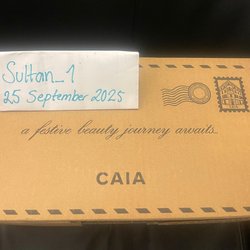 Sultan_1
25 September 2025
a festive beauty journey awaits...
CAIA